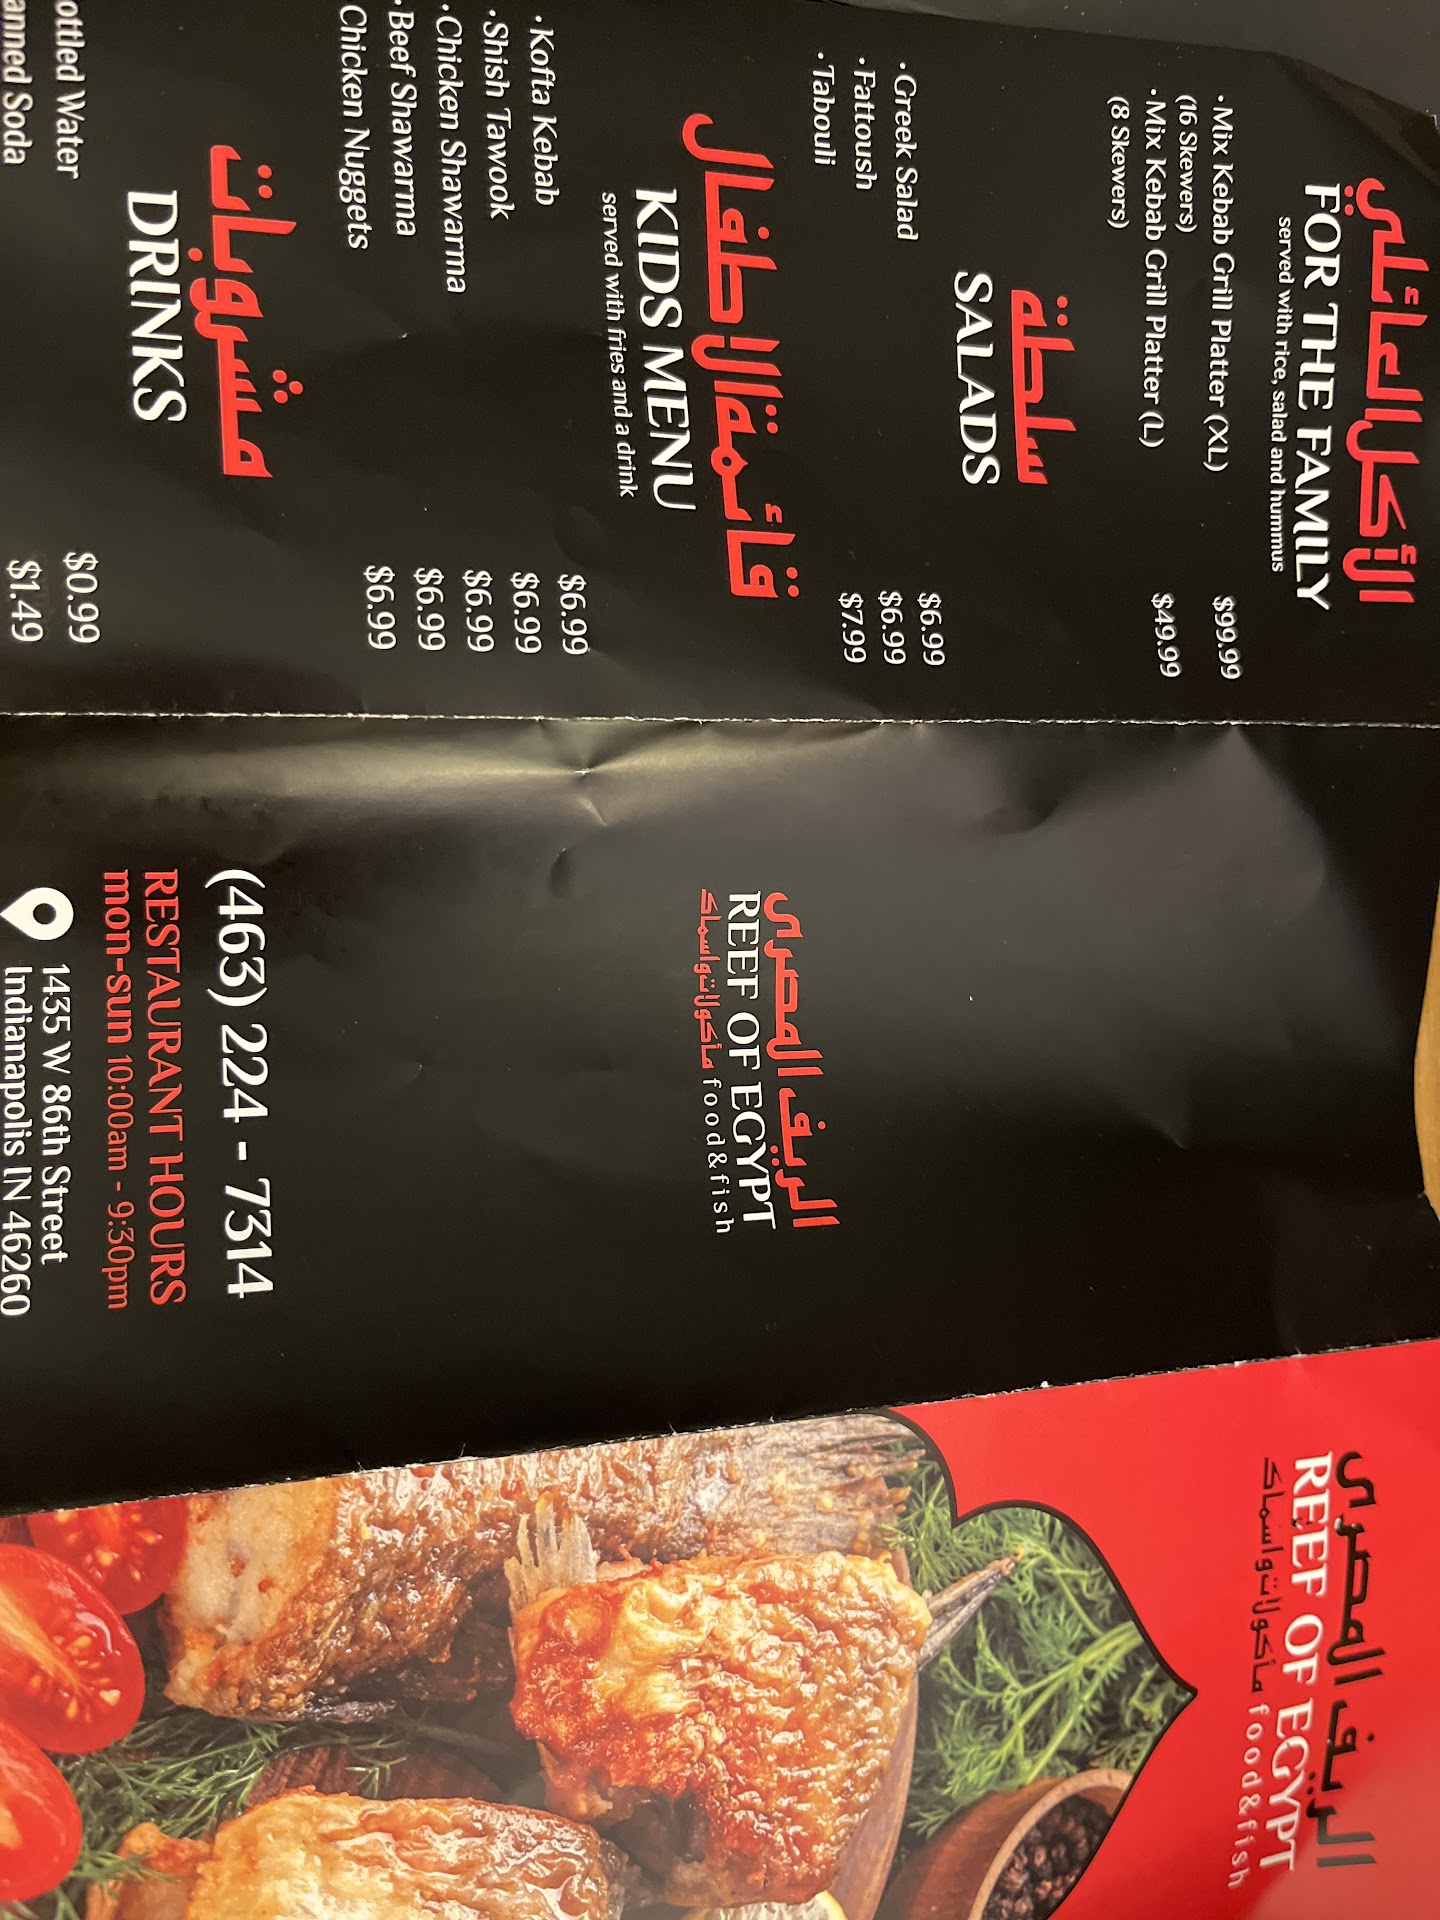 الأكل العائلي
FOR THE FAMILY
served with rice, salad and hummus
·Mix Kebab Grill Platter (XL) $99.99
(16 Skewers)
·Mix Kebab Grill Platter (L) $49.99
(8 Skewers)
سلطة
SALADS
·Greek Salad $6.99
·Fattoush $6.99
·Tabouli $7.99
قائمة الاطفال
KIDS MENU
served with fries and a drink
·Kofta Kebab $6.99
·Shish Tawook $6.99
·Chicken Shawarma $6.99
·Beef Shawarma $6.99
Chicken Nuggets $6.99
مشروبات
DRINKS
ottled Water $0.99
anned Soda $1.49
الريف المصرى
REEF OF EGYPT
مأكولات واسماك food&fish
(463) 224 - 7314
RESTAURANT HOURS
mon-sun 10:00am - 9:30pm
1435 W 86th Street
Indianapolis IN 46260
الريف المصرى
REEF OF EGYPT
مأكولات واسماك food&fish